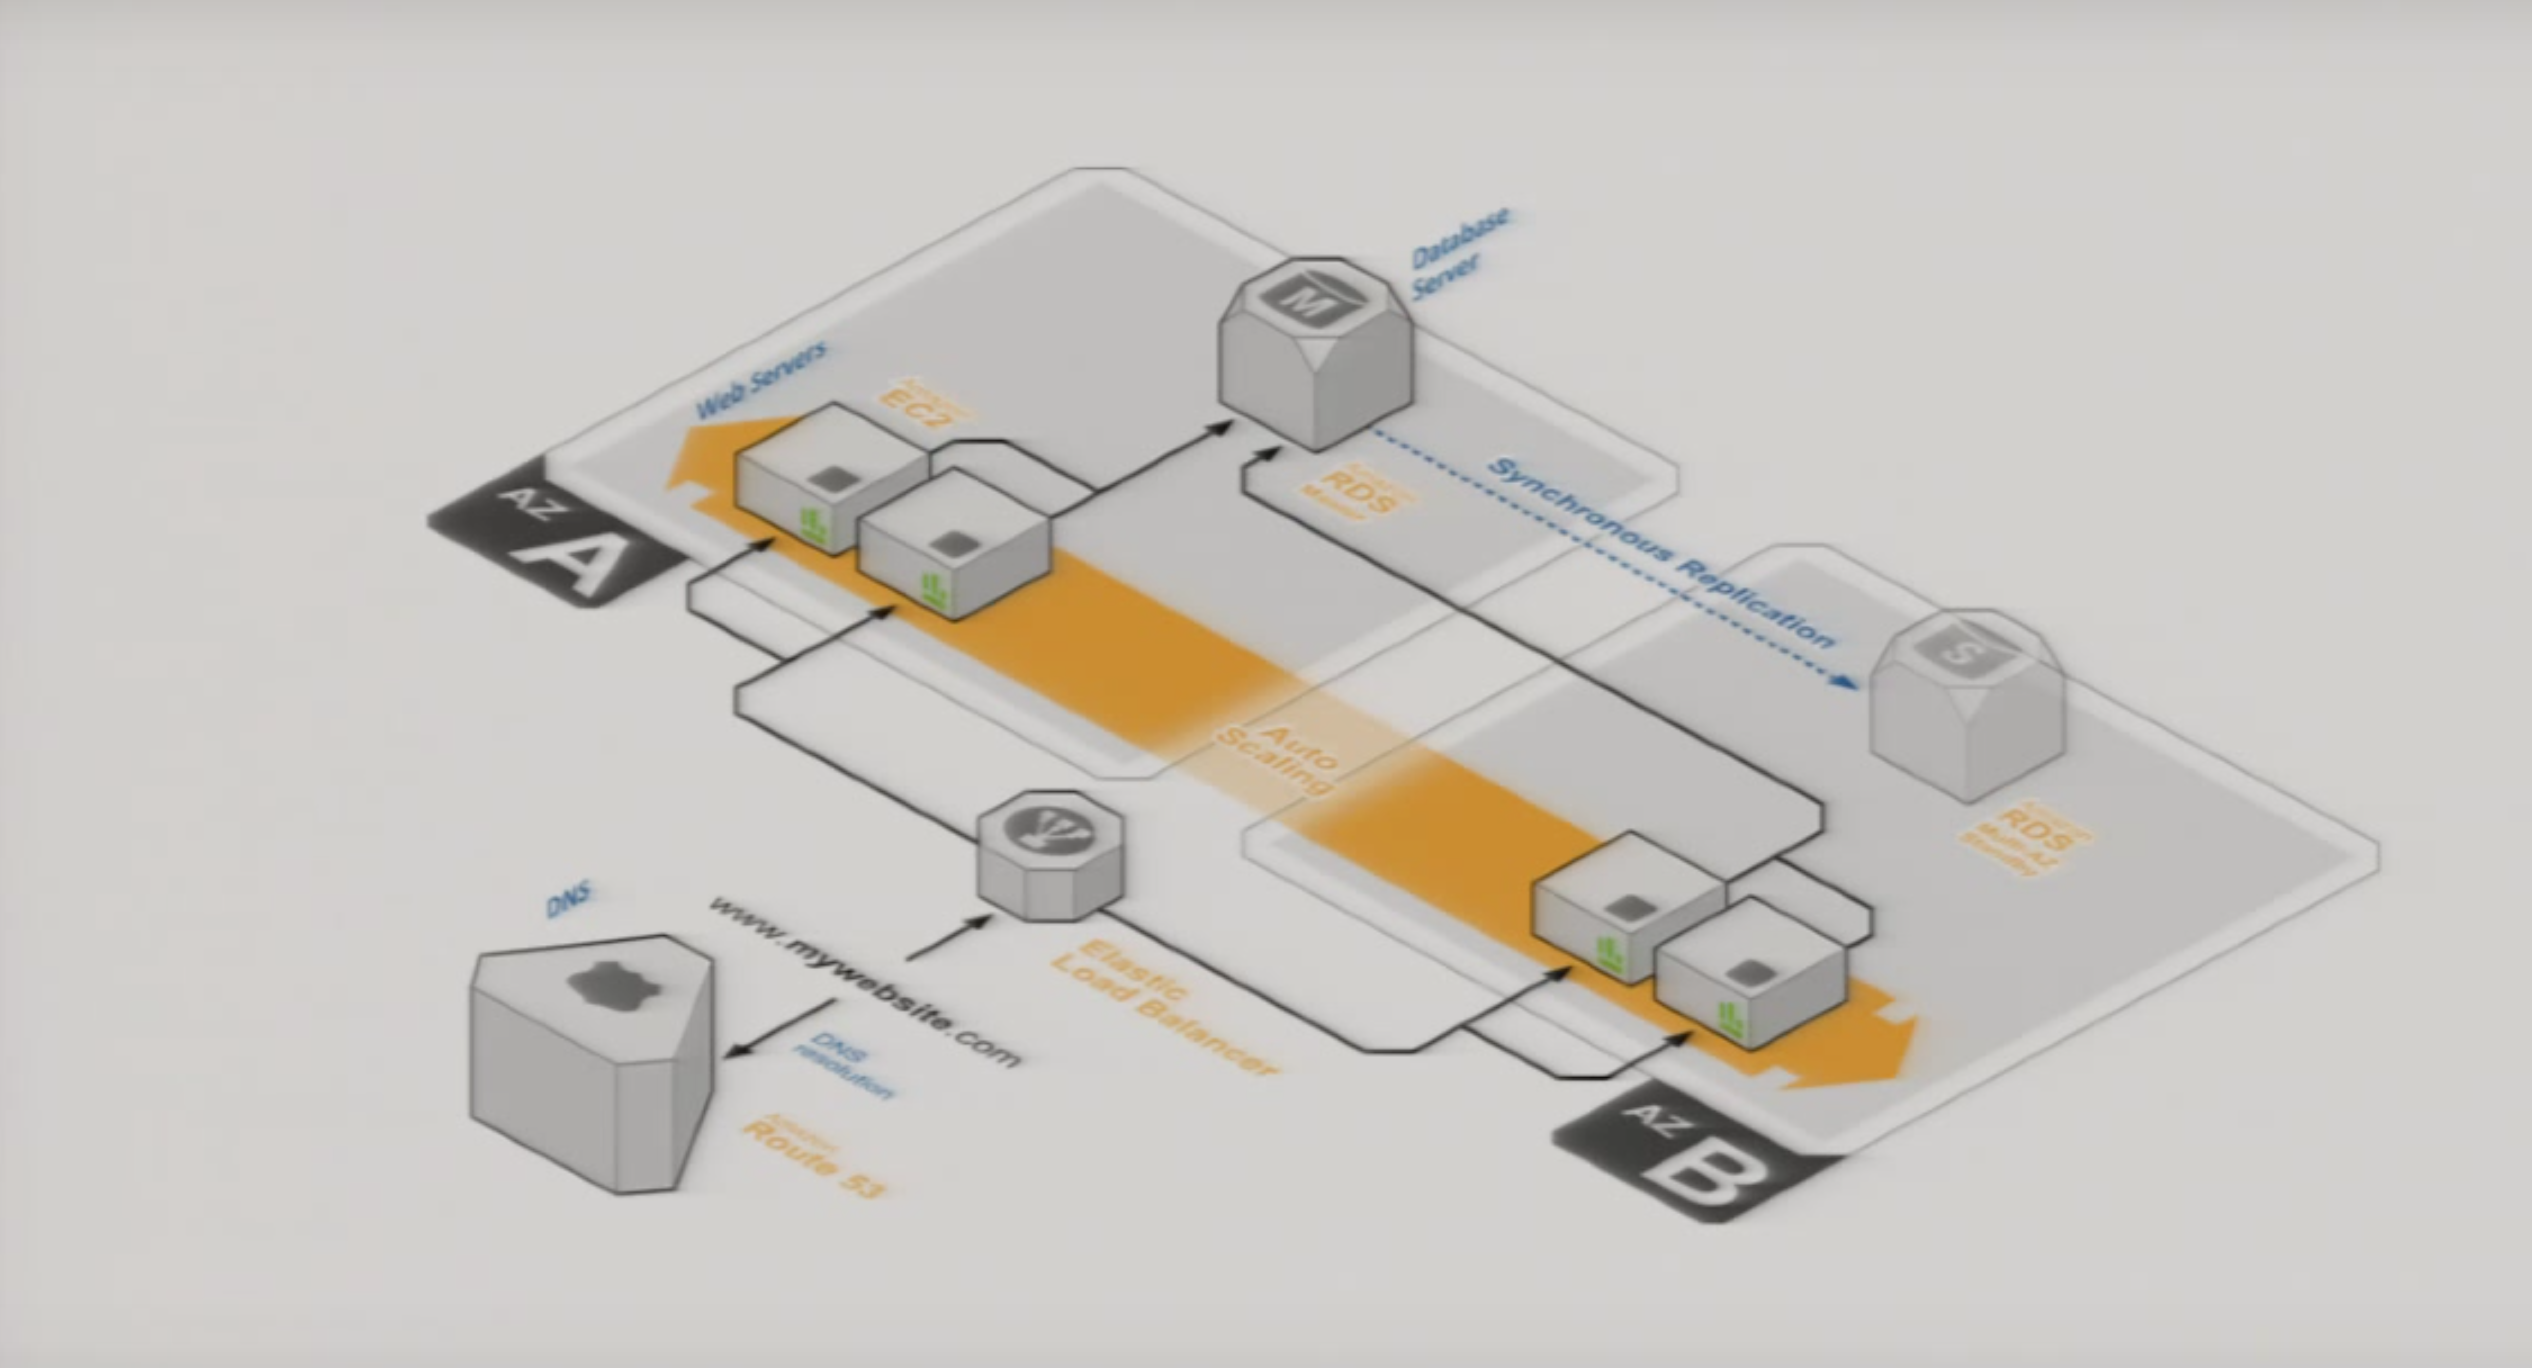 Database
Server
M
Web Servers
Amazon
EC2
AZ
A
Amazon
RDS
Master
Synchronous Replication
S
Auto
Scaling
Amazon
RDS
Multi-AZ
Standby
DNS
www.mywebsite.com
Elastic
Load Balancer
DNS
resolution
Amazon
Route 53
AZ
B